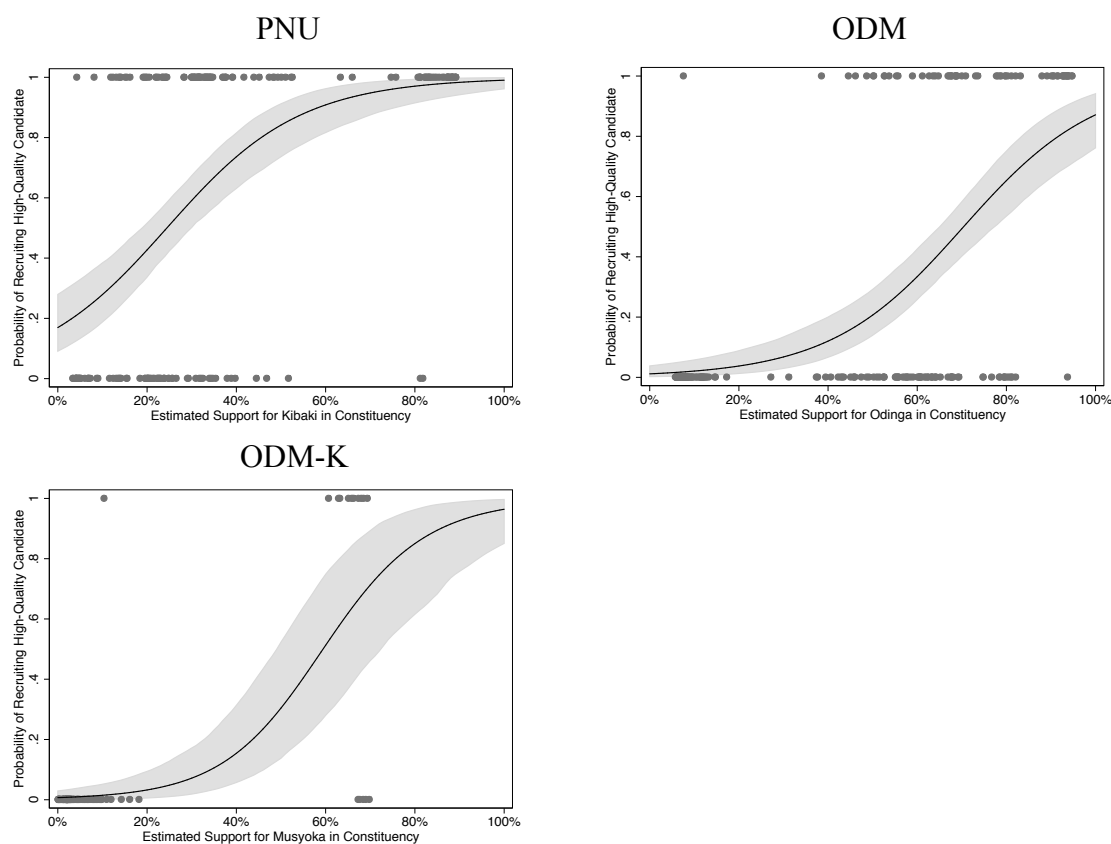 PNU
Probability of Recruiting High-Quality Candidate
1
.8
.6
.4
.2
0
0% 20% 40% 60% 80% 100%
Estimated Support for Kibaki in Constituency
ODM
Probability of Recruiting High-Quality Candidate
1
.8
.6
.4
.2
0
0% 20% 40% 60% 80% 100%
Estimated Support for Odinga in Constituency
ODM-K
Probability of Recruiting High-Quality Candidate
1
.8
.6
.4
.2
0
0% 20% 40% 60% 80% 100%
Estimated Support for Musyoka in Constituency